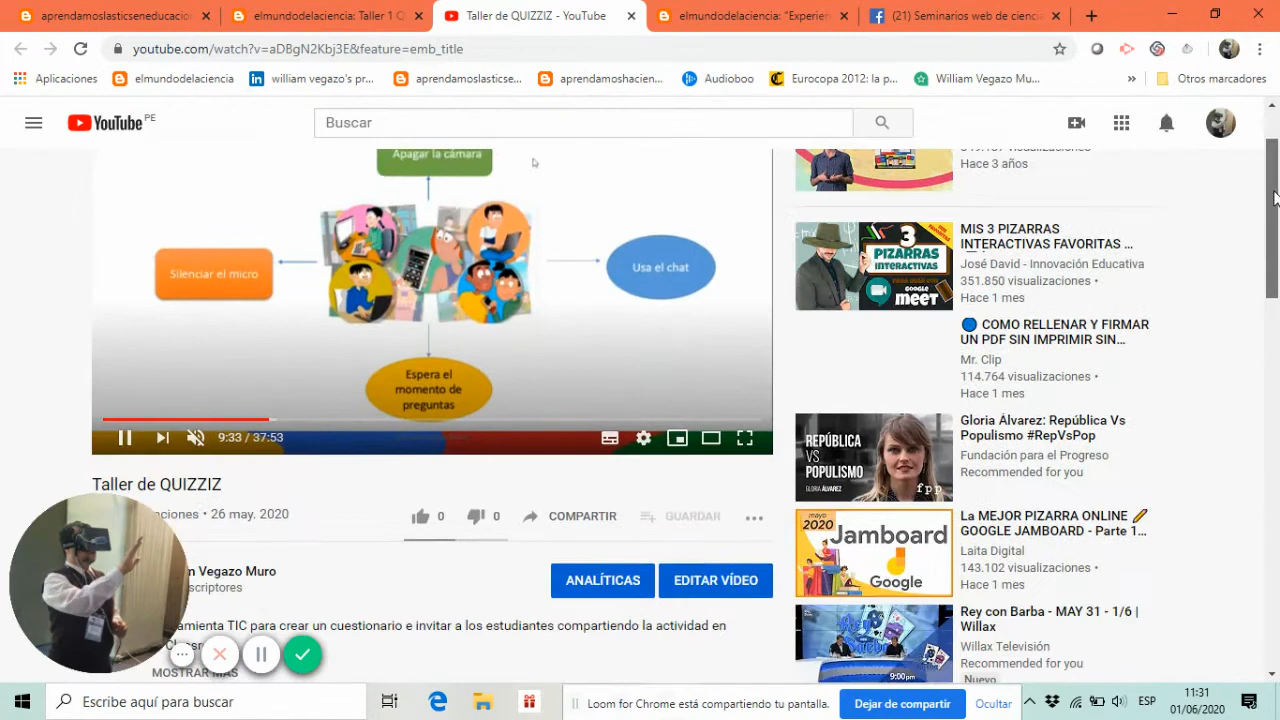 aprendamoslasticseneducacio
elmundodelaciencia: Taller 1 Q
Taller de QUIZZIZ - YouTube
elmundodelaciencia: "Experien
(21) Seminarios web de cienci
youtube.com/watch?v=aDBgN2Kbj3E&feature=emb_title
Aplicaciones
elmundodelaciencia
william vegazo's pr...
aprendamoslasticse...
aprendamoshacien...
Audioboo
Eurocopa 2012: la p...
William Vegazo Mu...
»
Otros marcadores
YouTube PE
Buscar
Apagar la cámara
Silenciar el micro
Usa el chat
Espera el
momento de
preguntas
9:33 / 37:53
Taller de QUIZZIZ
aciones • 26 may. 2020
0
0
COMPARTIR
GUARDAR
m Vegazo Muro
scriptores
ANALÍTICAS
EDITAR VÍDEO
amienta TIC para crear un cuestionario e invitar a los estudiantes compartiendo la actividad en
MOSTRAR MÁS
Hace 3 años
3
PIZARRAS
INTERACTIVAS
GOOGLE
meet
MIS 3 PIZARRAS
INTERACTIVAS FAVORITAS ...
José David - Innovación Educativa
351.850 visualizaciones •
Hace 1 mes
COMO RELLENAR Y FIRMAR
UN PDF SIN IMPRIMIR SIN...
Mr. Clip
114.764 visualizaciones •
Hace 1 mes
REPÚBLICA
VS
POPULISMO
GLORIA ÁLVAREZ
fpp
Gloria Álvarez: República Vs
Populismo #RepVsPop
Fundación para el Progreso
Recommended for you
mayo
2020
Jamboard
Google
La MEJOR PIZARRA ONLINE
GOOGLE JAMBOARD - Parte 1...
Laita Digital
143.102 visualizaciones •
Hace 1 mes
9:00pm
Rey con Barba - MAY 31 - 1/6 |
Willax
Willax Televisión
Recommended for you
Nuevo
Escribe aquí para buscar
Loom for Chrome está compartiendo tu pantalla.
Dejar de compartir
Ocultar
ESP
11:31
01/06/2020